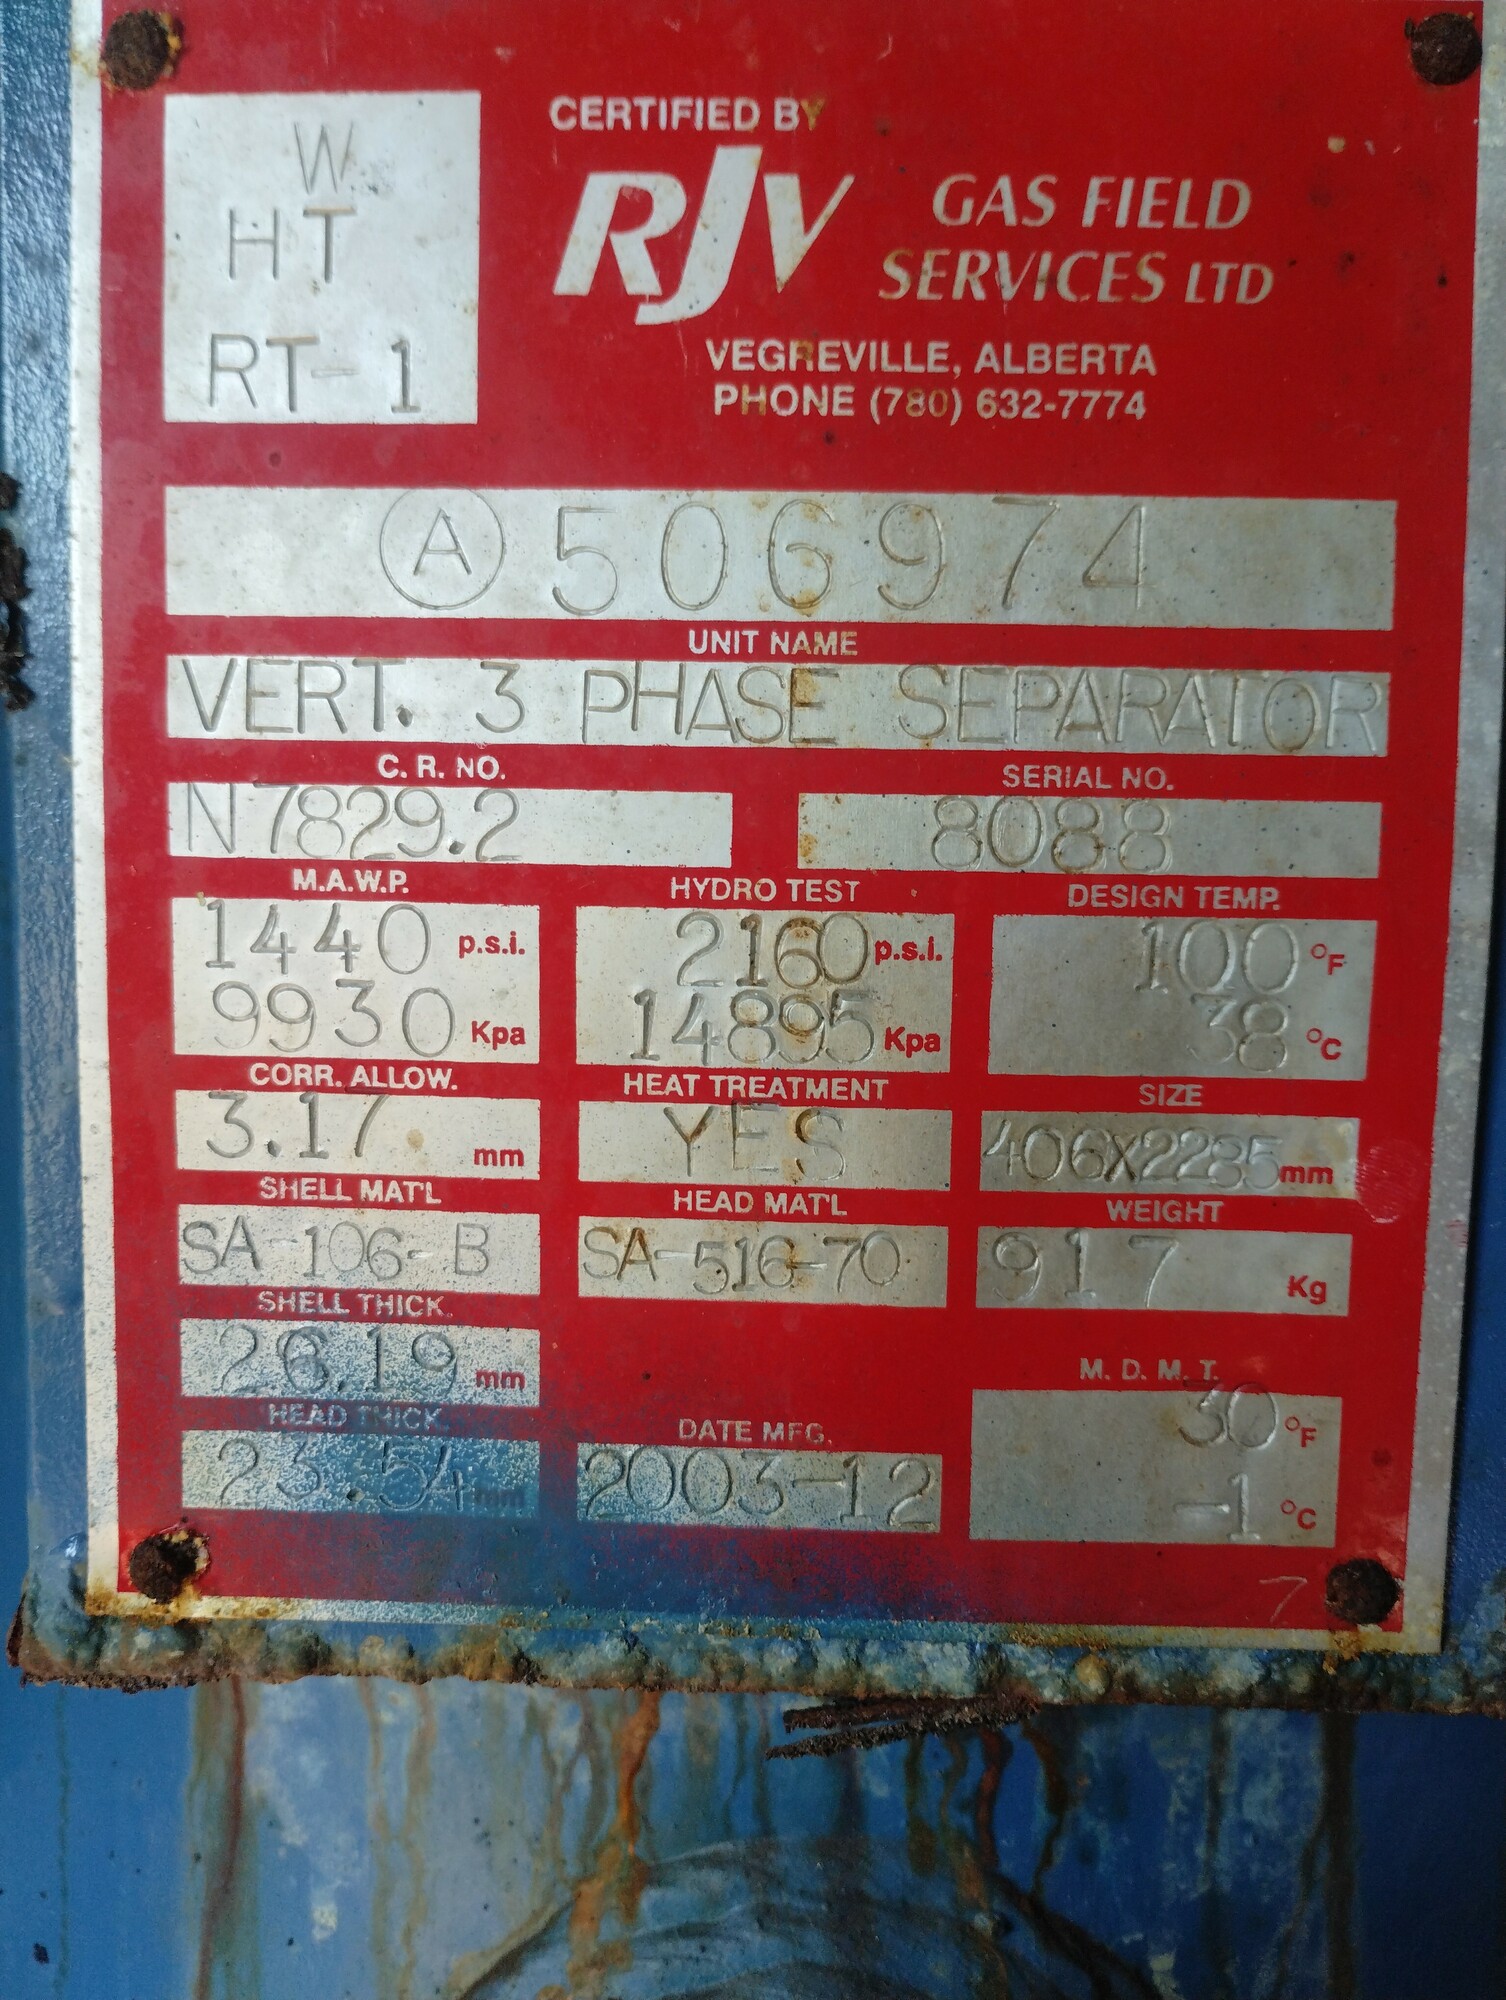 W
HT
RT-1
CERTIFIED BY
RJV GAS FIELD
SERVICES LTD
VEGREVILLE, ALBERTA
PHONE (780) 632-7774
Ⓐ 506974
UNIT NAME
VERT. 3 PHASE SEPARATOR
C. R. NO.
N7829.2
SERIAL NO.
8088
M.A.W.P.
1440 p.s.i.
9930 Kpa
HYDRO TEST
2160 p.s.i.
14895 Kpa
DESIGN TEMP.
100 °F
38 °C
CORR. ALLOW.
3.17 mm
HEAT TREATMENT
YES
SIZE
406X2285 mm
SHELL MAT'L
SA-106-B
HEAD MAT'L
SA-516-70
WEIGHT
917 Kg
SHELL THICK.
26.19 mm
HEAD THICK.
23.54 mm
DATE MFG.
2003-12
M. D. M. T.
30 °F
-1 °C
7